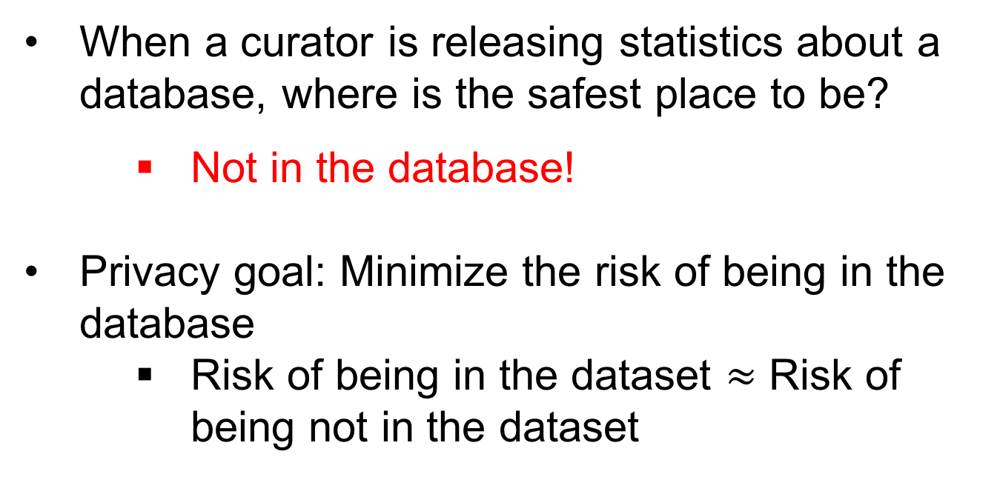 • When a curator is releasing statistics about a
database, where is the safest place to be?
▪ Not in the database!
• Privacy goal: Minimize the risk of being in the
database
▪ Risk of being in the dataset ≈ Risk of
being not in the dataset